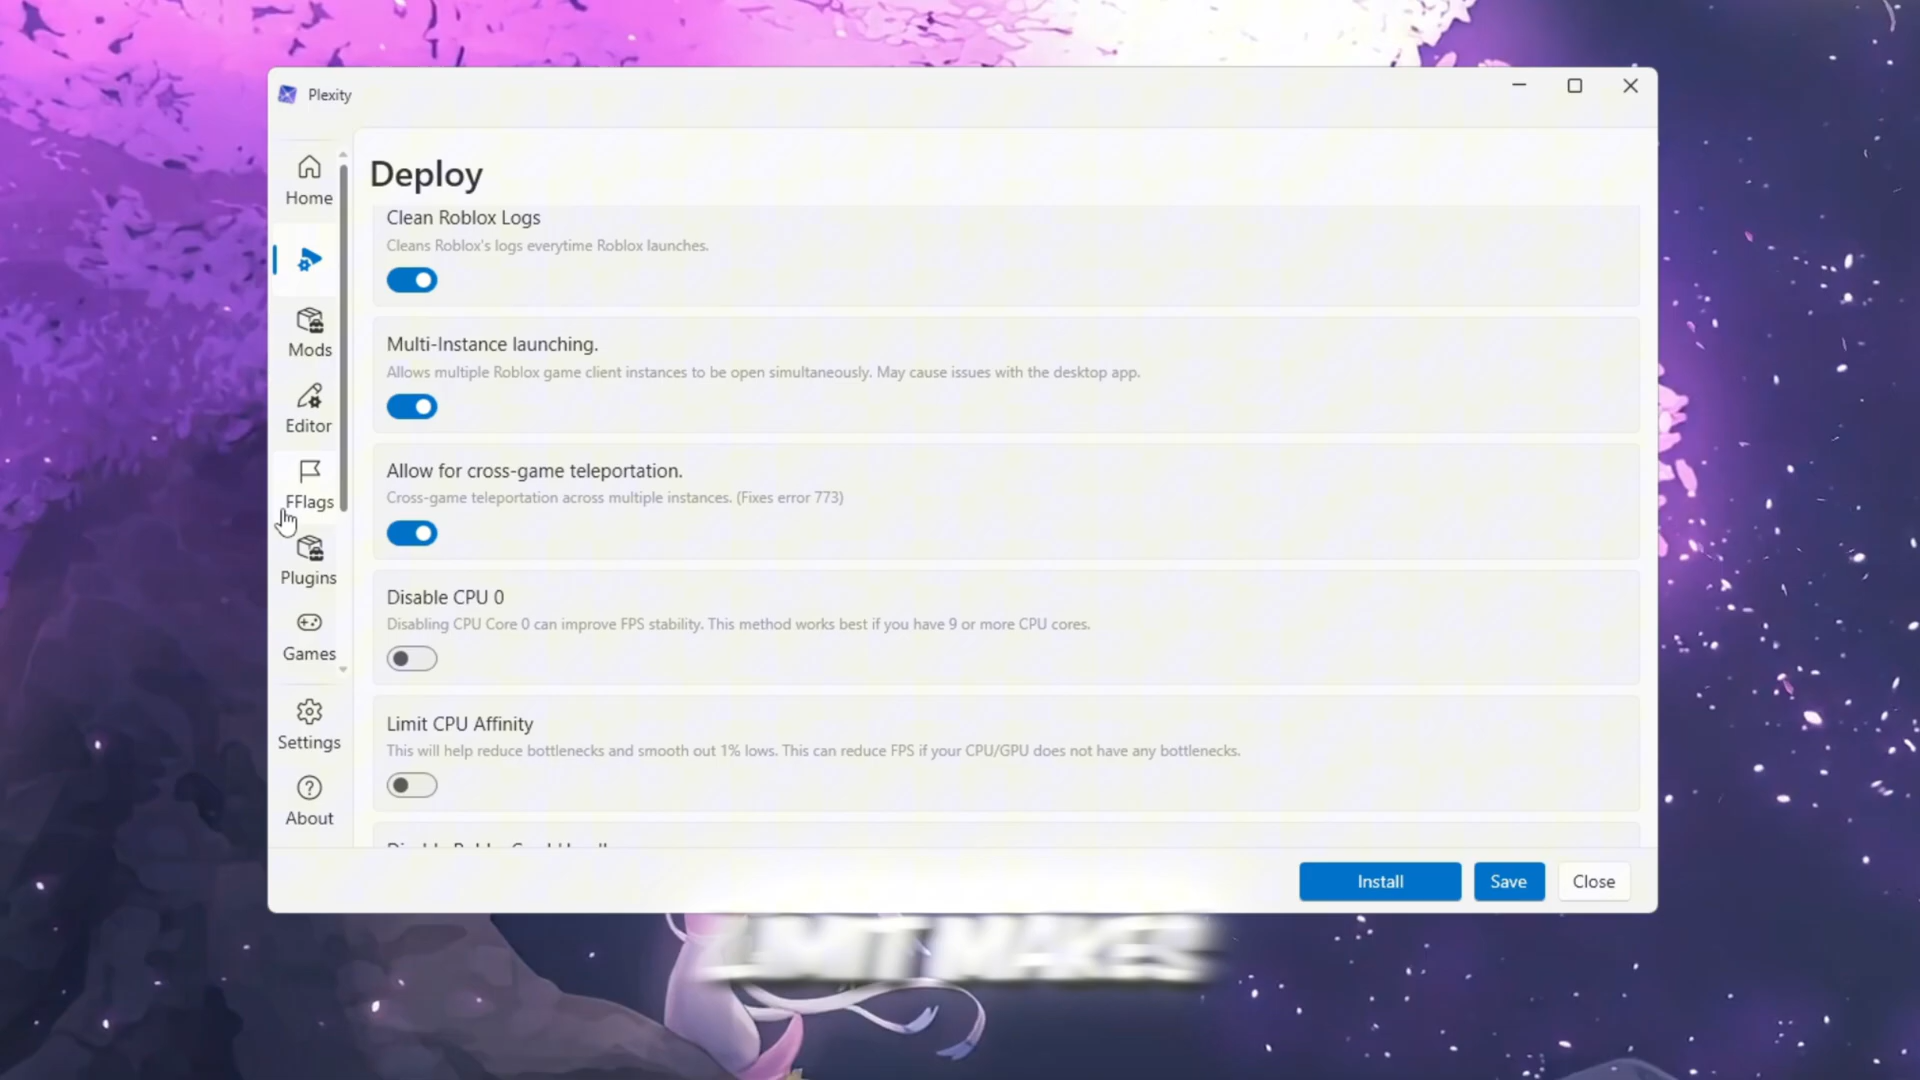 Plexity
Home
Mods
Editor
FFlags
Plugins
Games
Settings
About
Deploy
Clean Roblox Logs
Cleans Roblox's logs everytime Roblox launches.
Multi-Instance launching.
Allows multiple Roblox game client instances to be open simultaneously. May cause issues with the desktop app.
Allow for cross-game teleportation.
Cross-game teleportation across multiple instances. (Fixes error 773)
Disable CPU 0
Disabling CPU Core 0 can improve FPS stability. This method works best if you have 9 or more CPU cores.
Limit CPU Affinity
This will help reduce bottlenecks and smooth out 1% lows. This can reduce FPS if your CPU/GPU does not have any bottlenecks.
Install
Save
Close
LIMIT MAKES